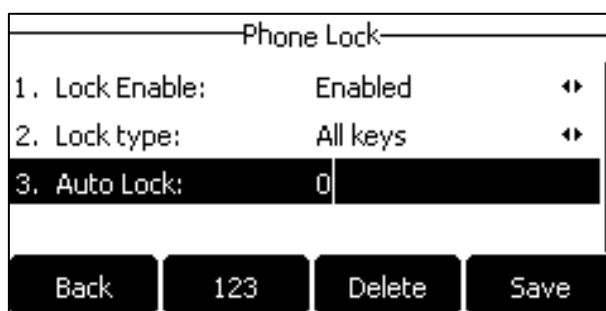 Phone Lock
1. Lock Enable: Enabled
2. Lock type: All keys
3. Auto Lock: 0
Back 123 Delete Save